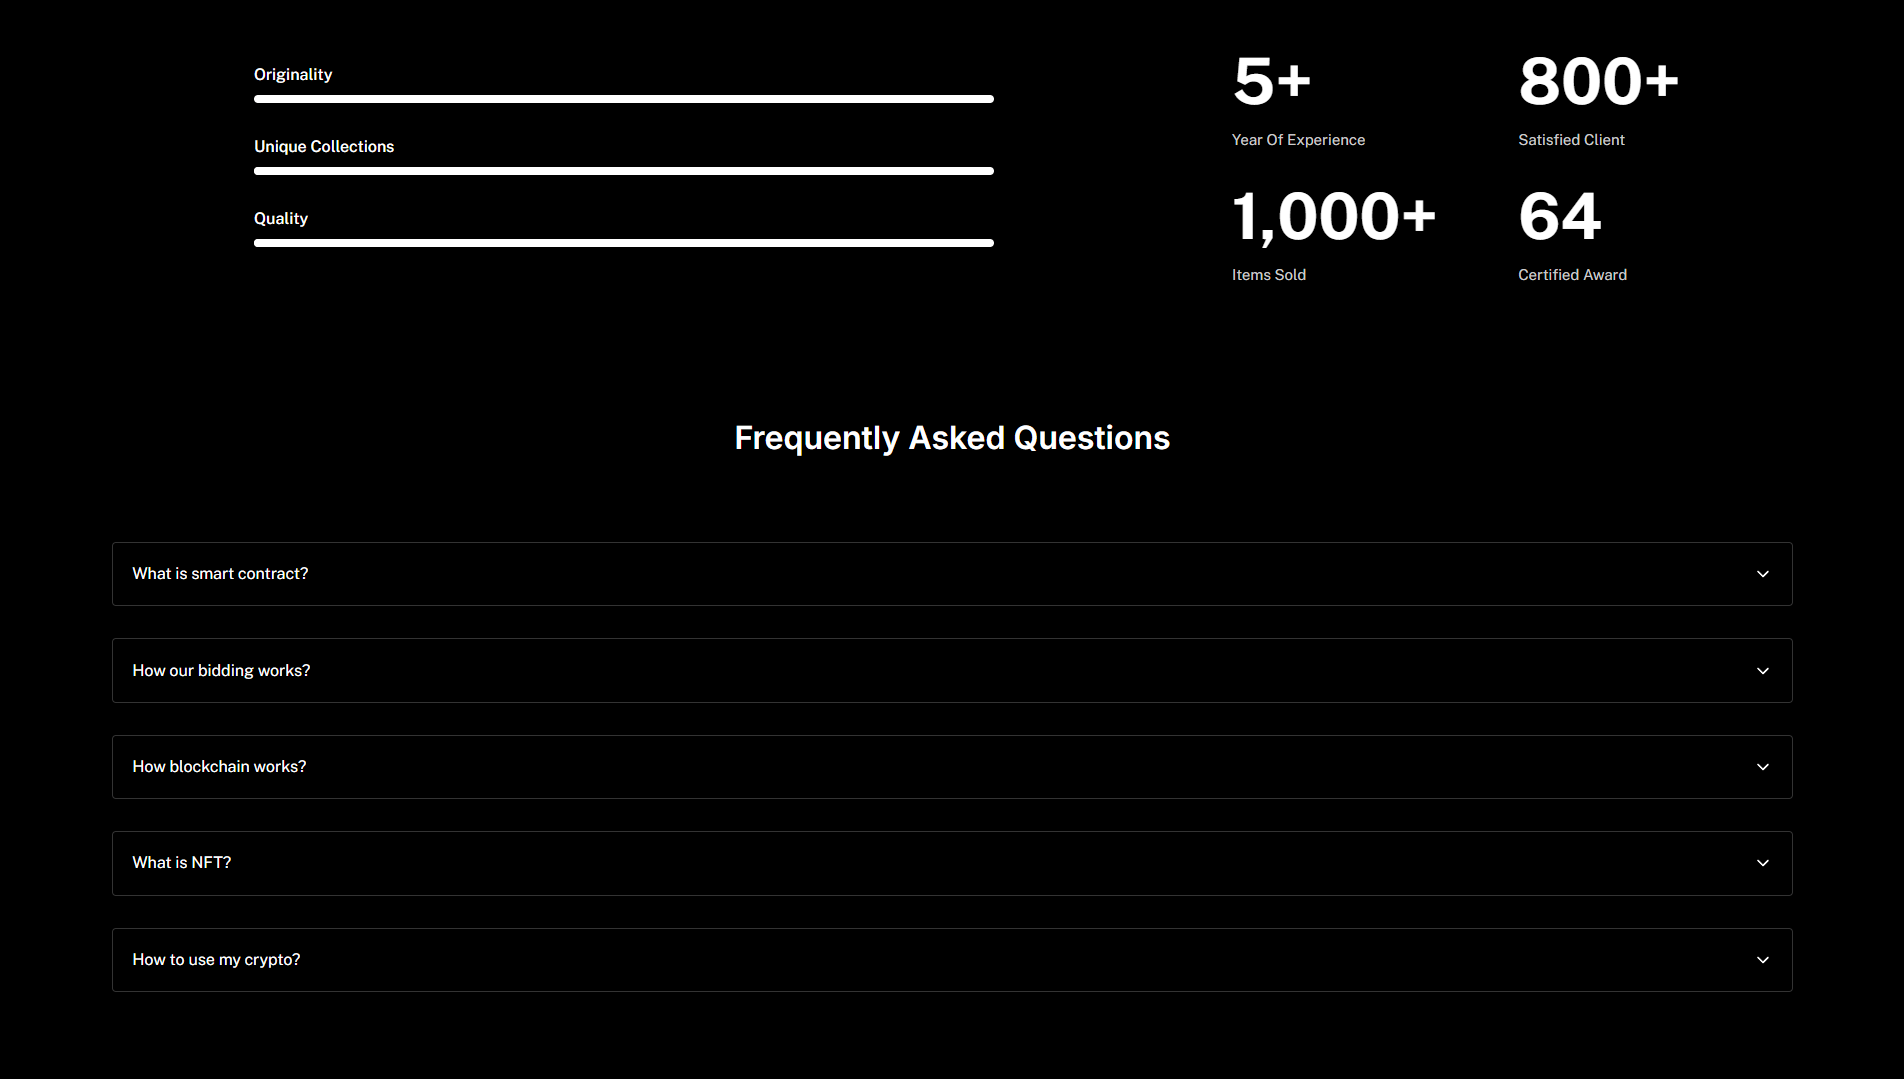 Originality
Unique Collections
Quality
5+
Year Of Experience
800+
Satisfied Client
1,000+
Items Sold
64
Certified Award
Frequently Asked Questions
What is smart contract?
How our bidding works?
How blockchain works?
What is NFT?
How to use my crypto?